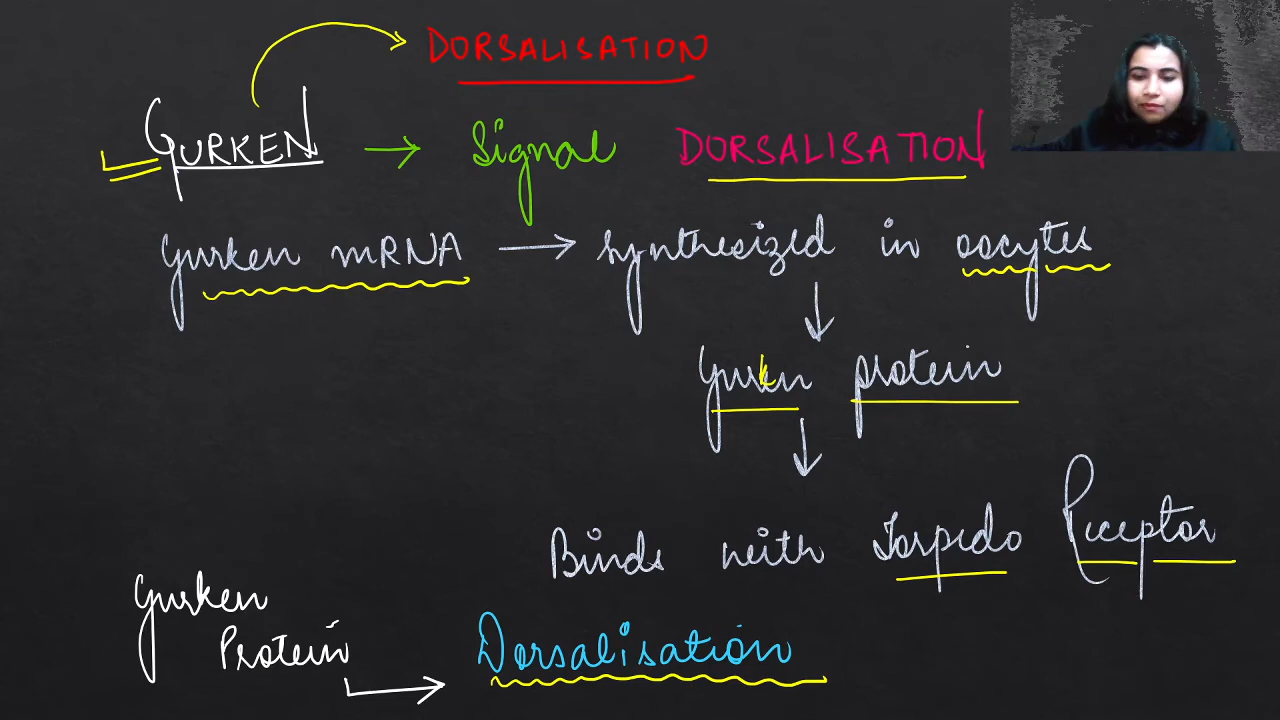 DORSALISATION
GURKEN → Signal DORSALISATION
Gurken mRNA → synthesized in oocytes
↓
Gurken protein
↓
Binds with Torpedo Receptor
Gurken
Protein → Dorsalisation